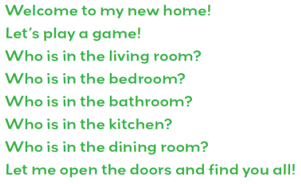 Welcome to my new home!
Let's play a game!
Who is in the living room?
Who is in the bedroom?
Who is in the bathroom?
Who is in the kitchen?
Who is in the dining room?
Let me open the doors and find you all!